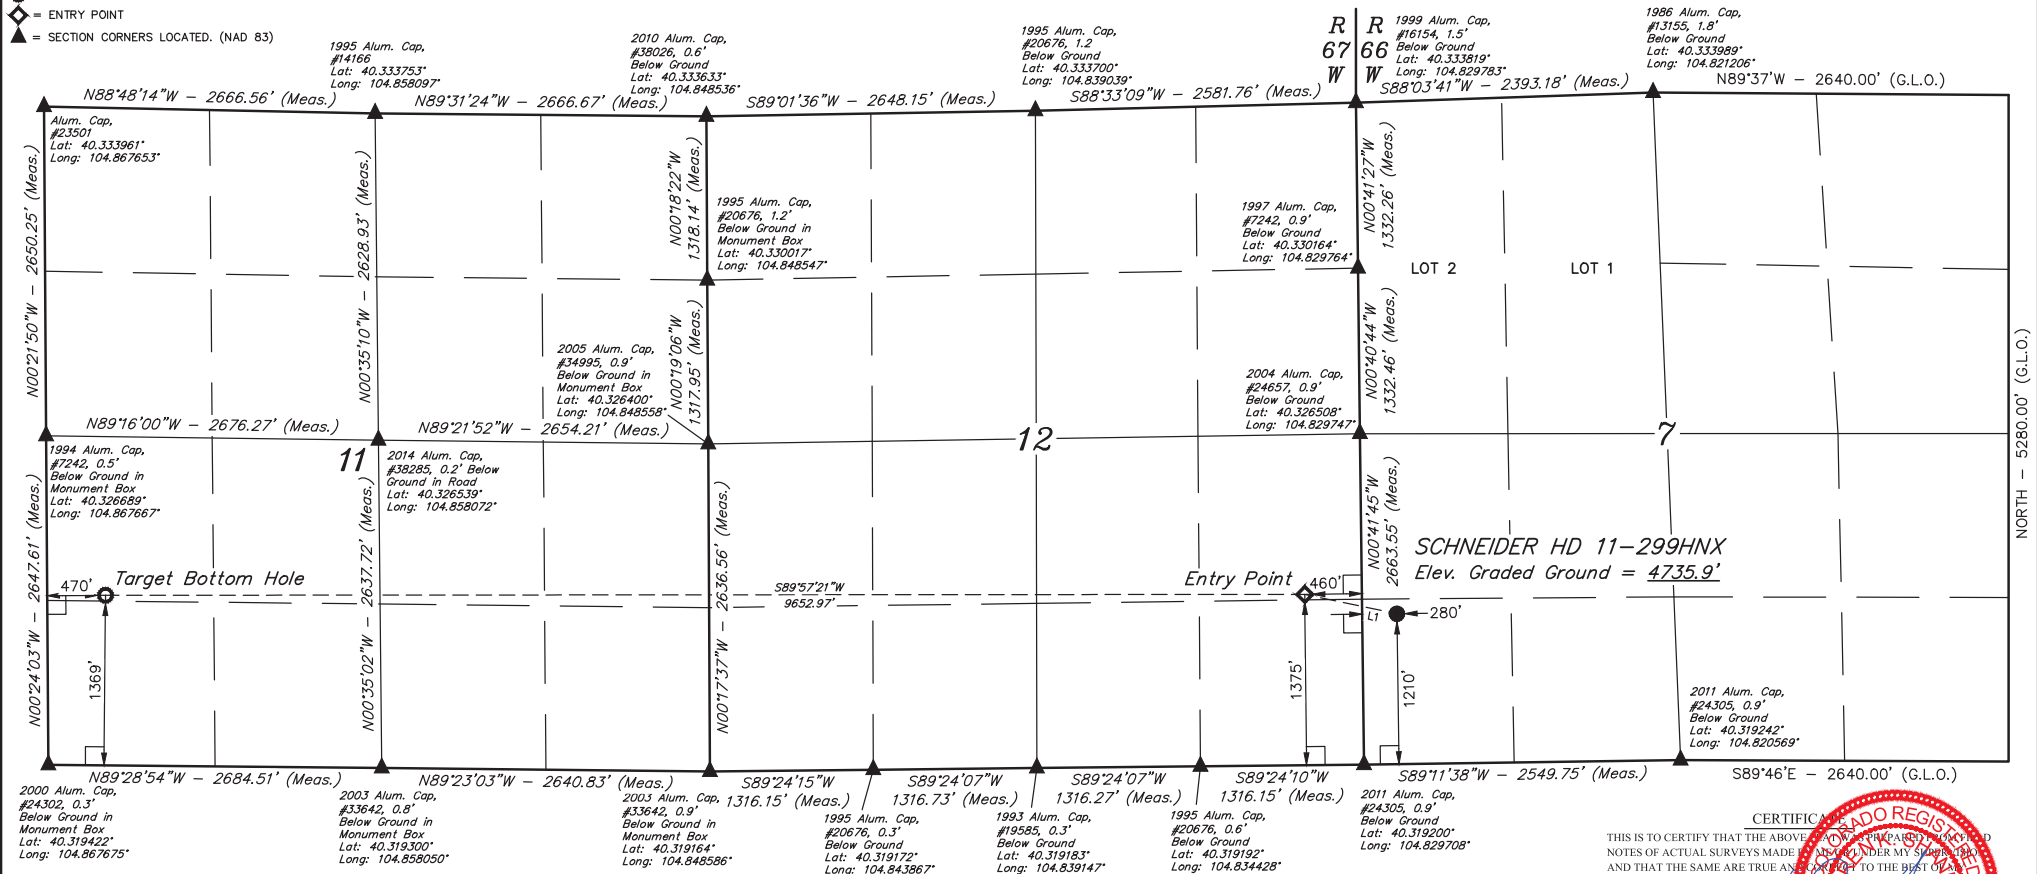 = ENTRY POINT
= SECTION CORNERS LOCATED. (NAD 83)
1995 Alum. Cap,
#14166
Lat: 40.333753°
Long: 104.858097°
2010 Alum. Cap,
#38026, 0.6'
Below Ground
Lat: 40.333633°
Long: 104.848536°
1995 Alum. Cap,
#20676, 1.2
Below Ground
Lat: 40.333700°
Long: 104.839039°
R R
67 66
W W
1999 Alum. Cap,
#16154, 1.5'
Below Ground
Lat: 40.333819°
Long: 104.829783°
1986 Alum. Cap,
#13155, 1.8'
Below Ground
Lat: 40.333989°
Long: 104.821206°
N88°48'14"W - 2666.56' (Meas.)
N89°31'24"W - 2666.67' (Meas.)
S89°01'36"W - 2648.15' (Meas.)
S88°33'09"W - 2581.76' (Meas.)
S88°03'41"W - 2393.18' (Meas.)
N89°37'W - 2640.00' (G.L.O.)
Alum. Cap,
#23501
Lat: 40.333961°
Long: 104.867653°
N00°21'50"W - 2650.25' (Meas.)
N00°35'10"W - 2628.93' (Meas.)
N00°18'22"W
1318.14' (Meas.)
1995 Alum. Cap,
#20676, 1.2'
Below Ground in
Monument Box
Lat: 40.330017°
Long: 104.848547°
1997 Alum. Cap,
#7242, 0.9'
Below Ground
Lat: 40.330164°
Long: 104.829764°
N00°41'27"W
1332.26' (Meas.)
LOT 2
LOT 1
2005 Alum. Cap,
#34995, 0.9'
Below Ground in
Monument Box
Lat: 40.326400°
Long: 104.848558°
N00°19'06"W
1317.95' (Meas.)
2004 Alum. Cap,
#24657, 0.9'
Below Ground
Lat: 40.326508°
Long: 104.829747°
N00°40'44"W
1332.46' (Meas.)
NORTH - 5280.00' (G.L.O.)
N89°16'00"W - 2676.27' (Meas.)
N89°21'52"W - 2654.21' (Meas.)
11
12
7
1994 Alum. Cap,
#7242, 0.5'
Below Ground in
Monument Box
Lat: 40.326689°
Long: 104.867667°
2014 Alum. Cap,
#38285, 0.2' Below
Ground in Road
Lat: 40.326539°
Long: 104.858072°
N00°24'03"W - 2647.61' (Meas.)
N00°35'02"W - 2637.72' (Meas.)
N00°17'37"W - 2636.56' (Meas.)
N00°41'45"W
2663.55' (Meas.)
SCHNEIDER HD 11-299HNX
Elev. Graded Ground = 4735.9'
470'
Target Bottom Hole
S89°57'21"W
9652.97'
Entry Point
460'
L1
280'
1369'
1375'
1210'
2011 Alum. Cap,
#24305, 0.9'
Below Ground
Lat: 40.319242°
Long: 104.820569°
N89°28'54"W - 2684.51' (Meas.)
N89°23'03"W - 2640.83' (Meas.)
S89°24'15"W
1316.15' (Meas.)
S89°24'07"W
1316.73' (Meas.)
S89°24'07"W
1316.27' (Meas.)
S89°24'10"W
1316.15' (Meas.)
S89°11'38"W - 2549.75' (Meas.)
S89°46'E - 2640.00' (G.L.O.)
2000 Alum. Cap,
#24302, 0.3'
Below Ground in
Monument Box
Lat: 40.319422°
Long: 104.867675°
2003 Alum. Cap,
#33642, 0.8'
Below Ground in
Monument Box
Lat: 40.319300°
Long: 104.858050°
2003 Alum. Cap,
#33642, 0.9'
Below Ground in
Monument Box
Lat: 40.319164°
Long: 104.848586°
1995 Alum. Cap,
#20676, 0.3'
Below Ground
Lat: 40.319172°
Long: 104.843867°
1993 Alum. Cap,
#19585, 0.3'
Below Ground
Lat: 40.319183°
Long: 104.839147°
1995 Alum. Cap,
#20676, 0.6'
Below Ground
Lat: 40.319192°
Long: 104.834428°
2011 Alum. Cap,
#24305, 0.9'
Below Ground
Lat: 40.319200°
Long: 104.829708°
THIS IS TO CERTIFY THAT THE ABOVE
NOTES OF ACTUAL SURVEYS MADE UNDER MY
AND THAT THE SAME ARE TRUE TO THE BEST OF
REGISTERED